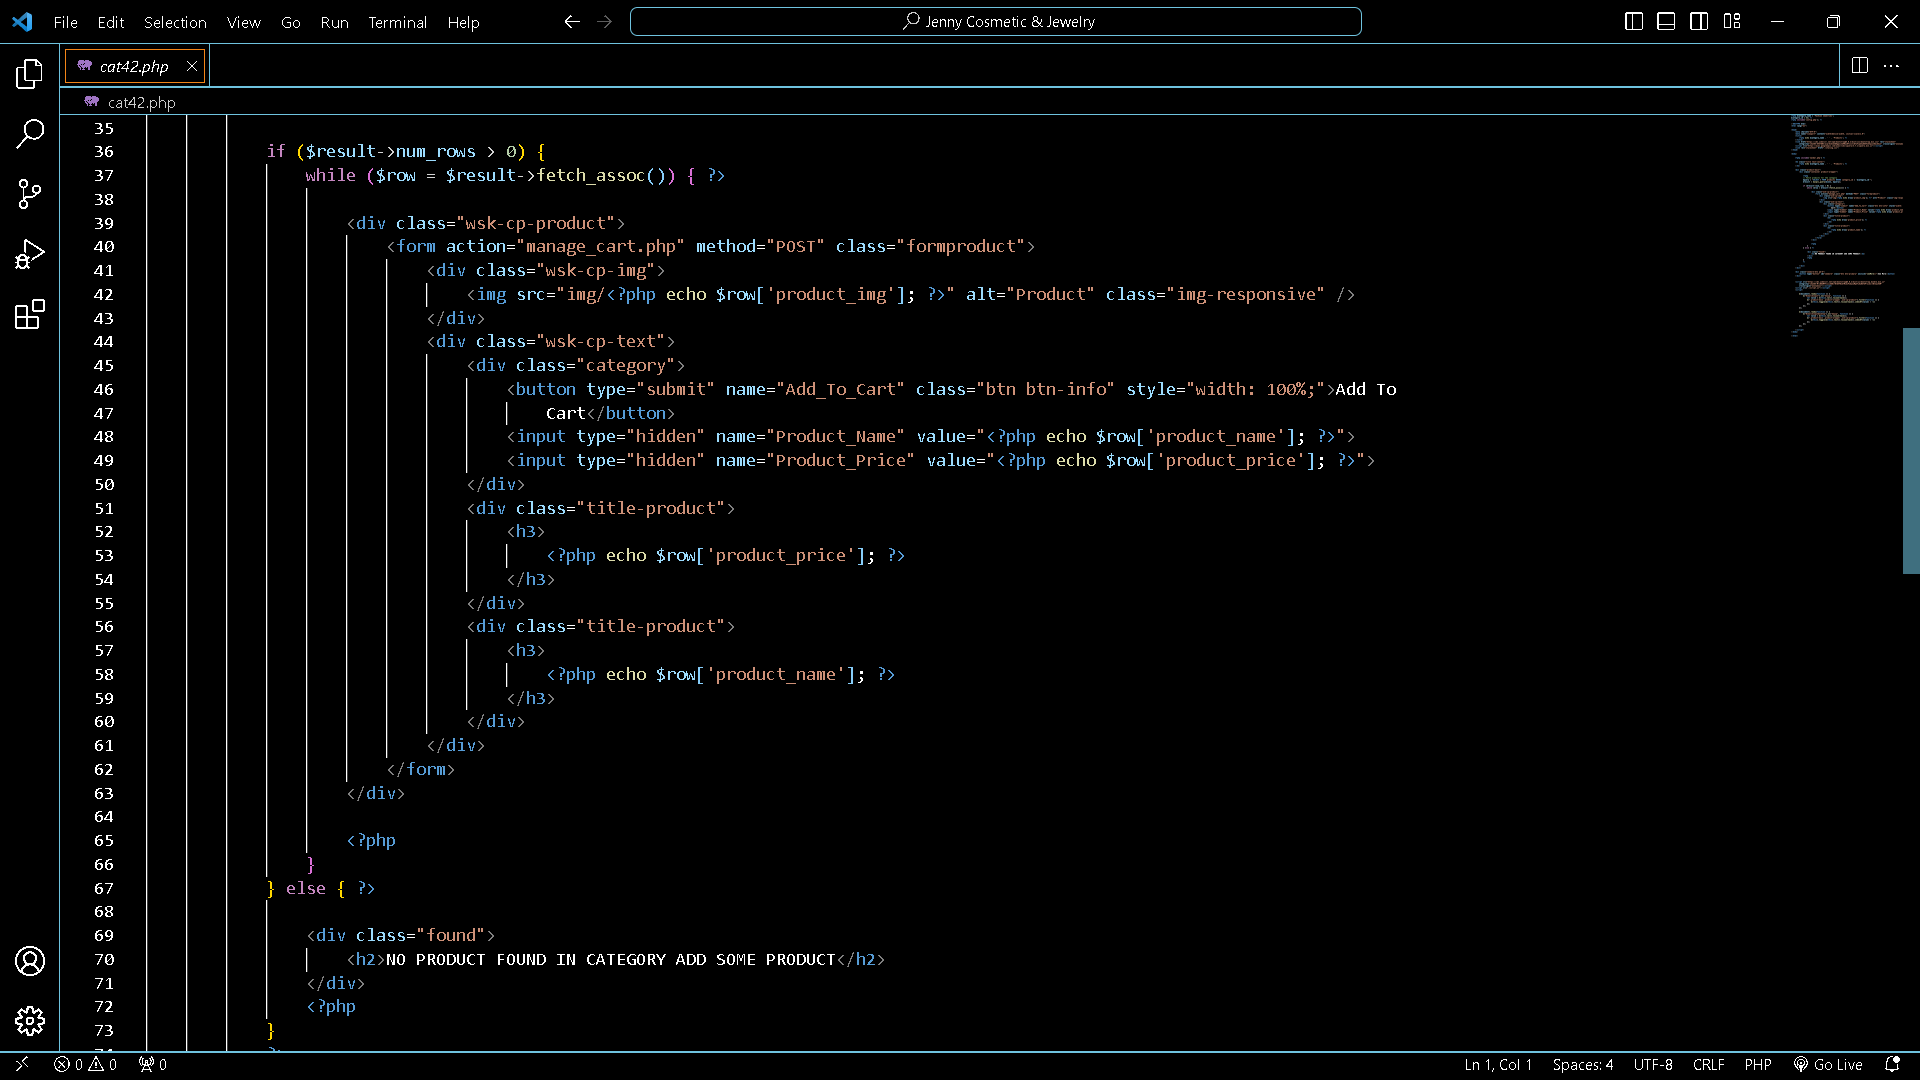 File Edit Selection View Go Run Terminal Help
Jenny Cosmetic & Jewelry
cat42.php
cat42.php
35
36 if ($result->num_rows > 0) {
37 while ($row = $result->fetch_assoc()) { ?>
38
39 <div class="wsk-cp-product">
40 <form action="manage_cart.php" method="POST" class="formproduct">
41 <div class="wsk-cp-img">
42 <img src="img/<?php echo $row['product_img']; ?>" alt="Product" class="img-responsive" />
43 </div>
44 <div class="wsk-cp-text">
45 <div class="category">
46 <button type="submit" name="Add_To_Cart" class="btn btn-info" style="width: 100%;">Add To
47 Cart</button>
48 <input type="hidden" name="Product_Name" value="<?php echo $row['product_name']; ?>">
49 <input type="hidden" name="Product_Price" value="<?php echo $row['product_price']; ?>">
50 </div>
51 <div class="title-product">
52 <h3>
53 <?php echo $row['product_price']; ?>
54 </h3>
55 </div>
56 <div class="title-product">
57 <h3>
58 <?php echo $row['product_name']; ?>
59 </h3>
60 </div>
61 </div>
62 </form>
63 </div>
64
65 <?php
66 }
67 } else { ?>
68
69 <div class="found">
70 <h2>NO PRODUCT FOUND IN CATEGORY ADD SOME PRODUCT</h2>
71 </div>
72 <?php
73 }
0 0 0 Ln 1, Col 1 Spaces: 4 UTF-8 CRLF PHP Go Live